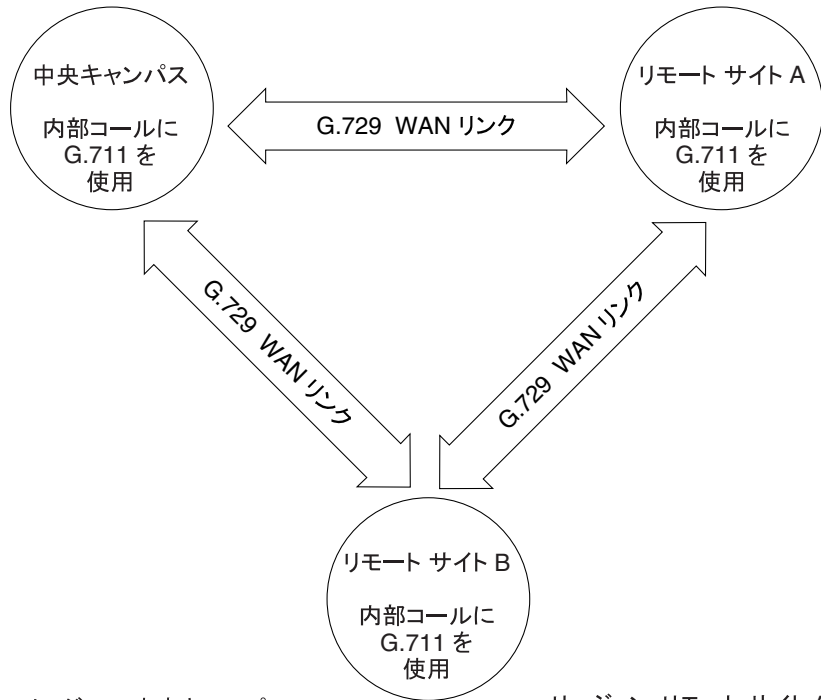 中央キャンパス
内部コールに
G.711 を
使用
G.729 WAN リンク
リモート サイト A
内部コールに
G.711 を
使用
G.729 WAN リンク
G.729 WAN リンク
リモート サイト B
内部コールに
G.711 を
使用